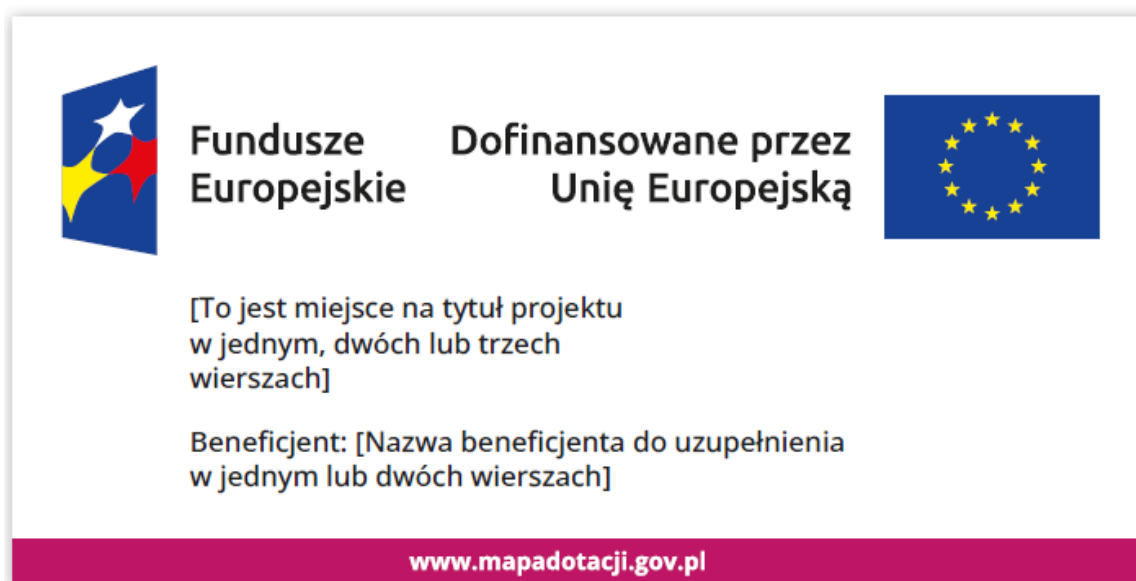 Fundusze
Europejskie
Dofinansowane przez
Unię Europejską
[To jest miejsce na tytuł projektu
w jednym, dwóch lub trzech
wierszach]
Beneficjent: [Nazwa beneficjenta do uzupełnienia
w jednym lub dwóch wierszach]
www.mapadotacji.gov.pl